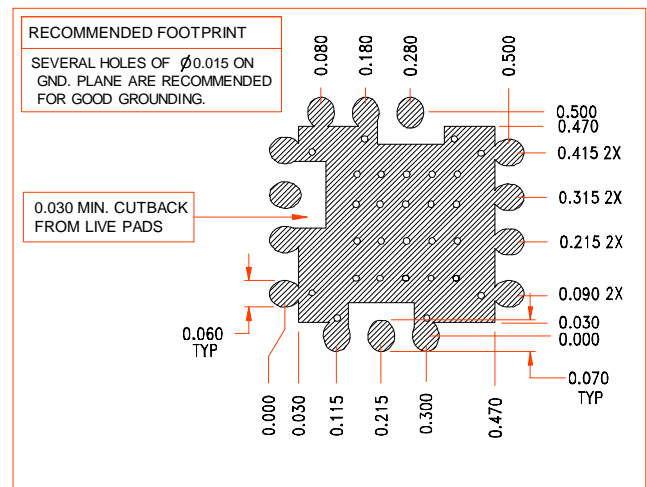 RECOMMENDED FOOTPRINT
SEVERAL HOLES OF Ø0.015 ON
GND. PLANE ARE RECOMMENDED
FOR GOOD GROUNDING.
0.080
0.180
0.280
0.500
0.500
0.470
0.415 2X
0.315 2X
0.215 2X
0.090 2X
0.030
0.000
0.070
TYP
0.030 MIN. CUTBACK
FROM LIVE PADS
0.060
TYP
0.000
0.030
0.115
0.215
0.300
0.470